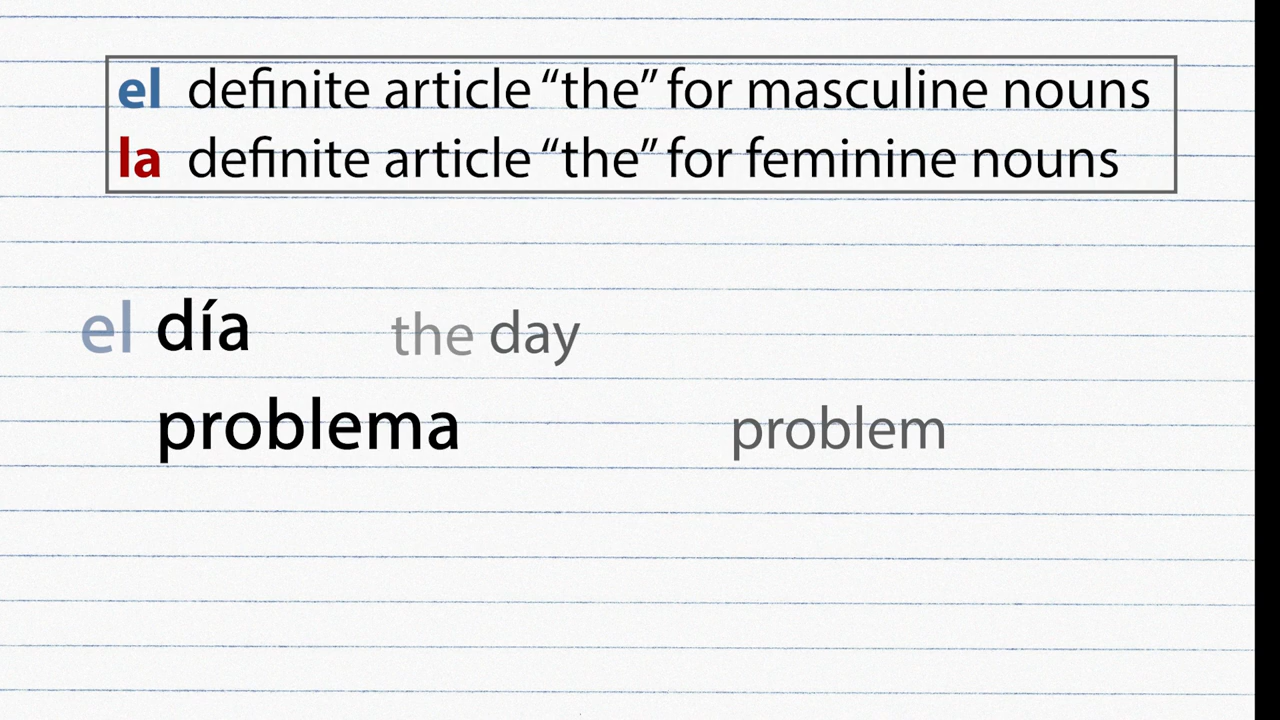 el definite article “the” for masculine nouns
la definite article “the” for feminine nouns
el día the day
problema problem